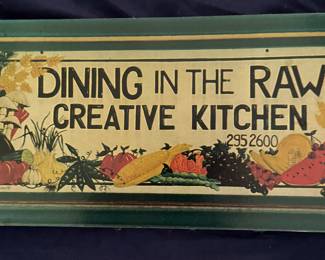 DINING IN THE RAW
CREATIVE KITCHEN
295 2600